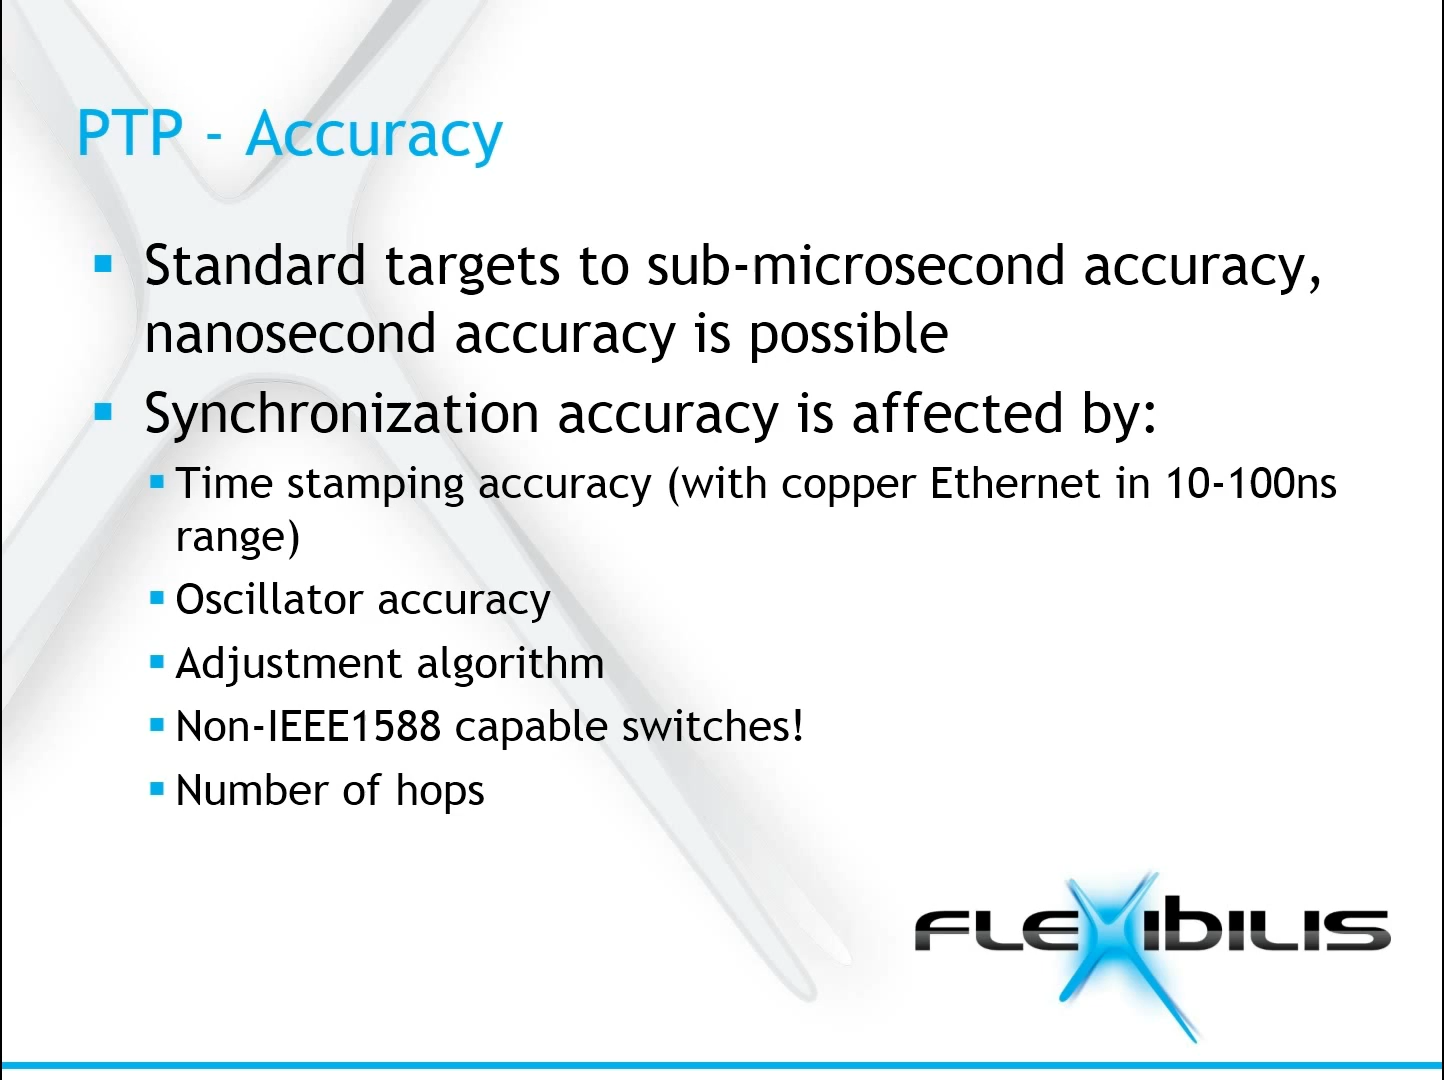 PTP - Accuracy
Standard targets to sub-microsecond accuracy,
nanosecond accuracy is possible
Synchronization accuracy is affected by:
Time stamping accuracy (with copper Ethernet in 10-100ns
range)
Oscillator accuracy
Adjustment algorithm
Non-IEEE1588 capable switches!
Number of hops
FLEXIBILIS